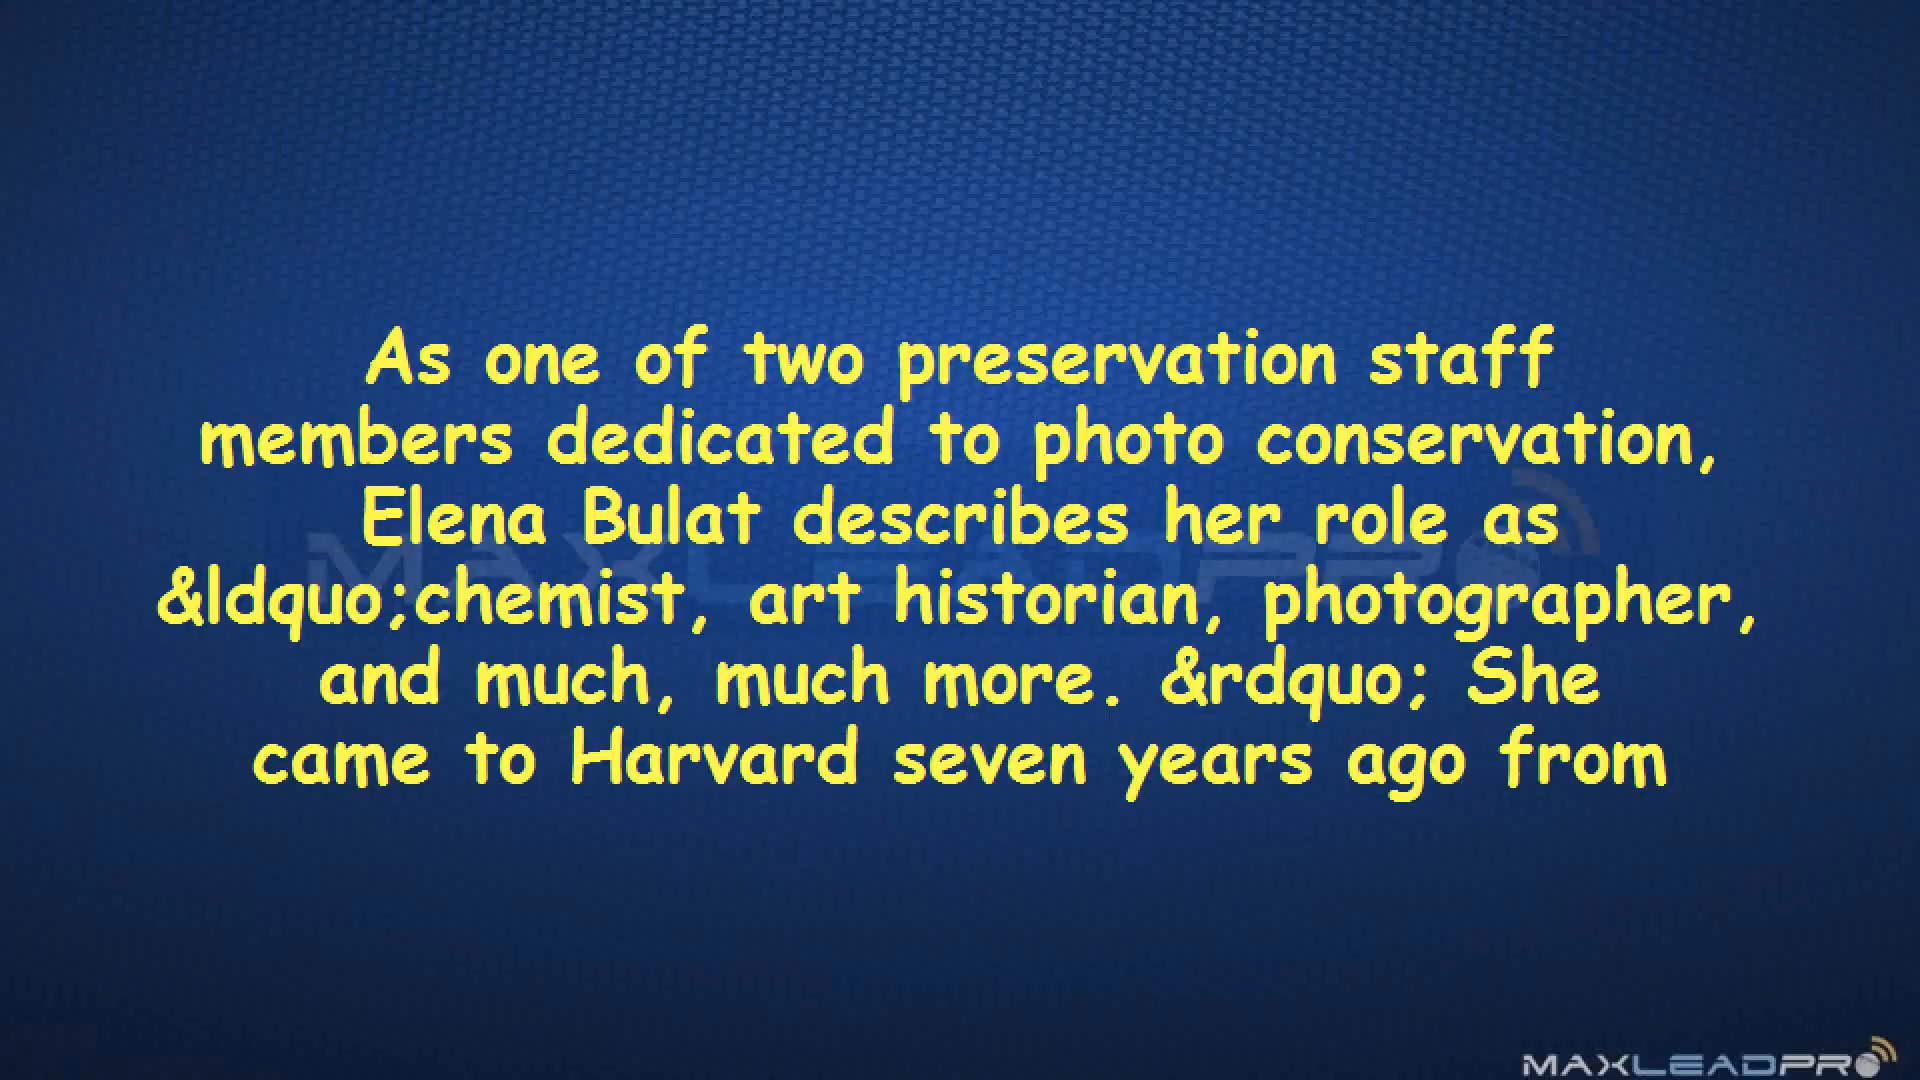 As one of two preservation staff
members dedicated to photo conservation,
Elena Bulat describes her role as
&ldquo;chemist, art historian, photographer,
and much, much more. &rdquo; She
came to Harvard seven years ago from
MAXLEADPRO
MAXLEADPRO